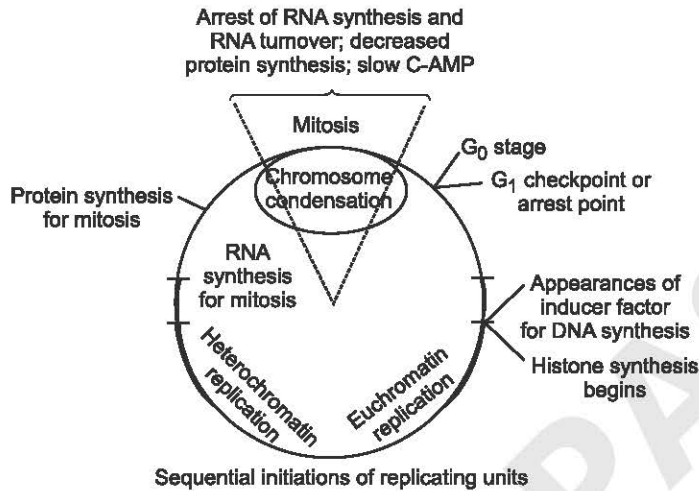 Arrest of RNA synthesis and
RNA turnover; decreased
protein synthesis; slow C-AMP
Mitosis
G₀ stage
Chromosome
condensation
G₁ checkpoint or
arrest point
Protein synthesis
for mitosis
RNA
synthesis
for mitosis
Appearances of
inducer factor
for DNA synthesis
Histone synthesis
begins
Heterochromatin
replication
Euchromatin
replication
Sequential initiations of replicating units